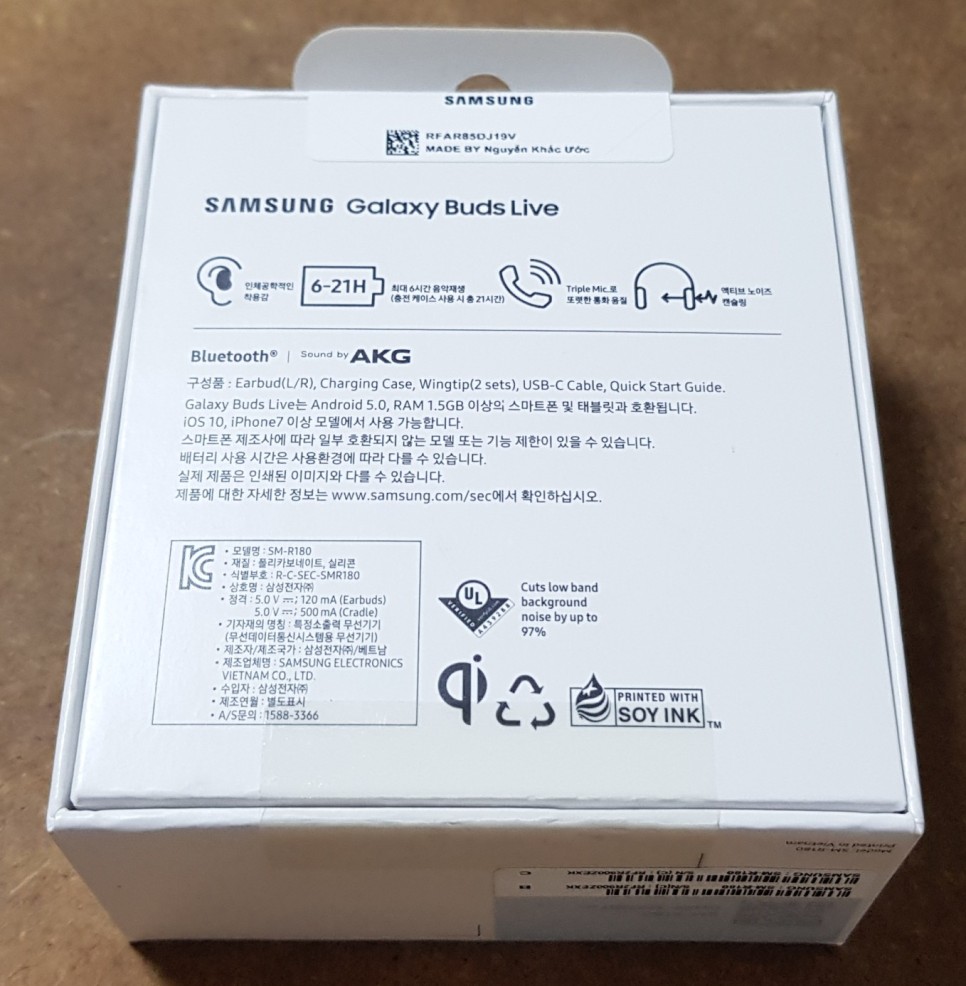 SAMSUNG
RFAR85DJ19V
MADE BY Nguyễn Khắc Ước
SAMSUNG Galaxy Buds Live
인체공학적인
착용감
6-21H
최대 6시간 음악재생
(충전 케이스 사용 시 총 21시간)
Triple Mic.로
또렷한 통화 음질
액티브 노이즈
캔슬링
Bluetooth® | Sound by AKG
구성품 : Earbud(L/R), Charging Case, Wingtip(2 sets), USB-C Cable, Quick Start Guide.
Galaxy Buds Live는 Android 5.0, RAM 1.5GB 이상의 스마트폰 및 태블릿과 호환됩니다.
iOS 10, iPhone7 이상 모델에서 사용 가능합니다.
스마트폰 제조사에 따라 일부 호환되지 않는 모델 또는 기능 제한이 있을 수 있습니다.
배터리 사용 시간은 사용환경에 따라 다를 수 있습니다.
실제 제품은 인쇄된 이미지와 다를 수 있습니다.
제품에 대한 자세한 정보는 www.samsung.com/sec에서 확인하십시오.
• 모델명 : SM-R180
• 재질 : 폴리카보네이트, 실리콘
• 식별부호 : R-C-SEC-SMR180
• 상호명 : 삼성전자㈜
• 정격 : 5.0 V ⎓; 120 mA (Earbuds)
5.0 V ⎓; 500 mA (Cradle)
• 기자재의 명칭 : 특정소출력 무선기기
(무선데이터통신시스템용 무선기기)
• 제조자/제조국가 : 삼성전자㈜/베트남
• 제조업체명 : SAMSUNG ELECTRONICS
VIETNAM CO., LTD.
• 수입자 : 삼성전자㈜
• 제조연월 : 별도표시
• A/S문의 : 1588-3366
UL
VERIFIED
Cuts low band
background
noise by up to
97%
qi
PRINTED WITH
SOY INK TM
Model: SM-R180
Printed in Vietnam
SAMSUNG : SM-R180
SAMSUNG : SM-R180